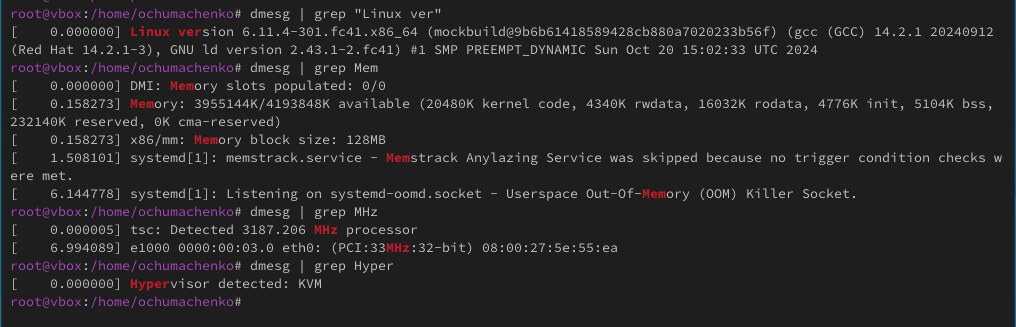 root@vbox:/home/ochumachenko# dmesg | grep "Linux ver"
[    0.000000] Linux version 6.11.4-301.fc41.x86_64 (mockbuild@9b6b61418589428cb880a7020233b56f) (gcc (GCC) 14.2.1 20240912
(Red Hat 14.2.1-3), GNU ld version 2.43.1-2.fc41) #1 SMP PREEMPT_DYNAMIC Sun Oct 20 15:02:33 UTC 2024
root@vbox:/home/ochumachenko# dmesg | grep Mem
[    0.000000] DMI: Memory slots populated: 0/0
[    0.158273] Memory: 3955144K/4193848K available (20480K kernel code, 4340K rwdata, 16032K rodata, 4776K init, 5104K bss,
232140K reserved, 0K cma-reserved)
[    0.158273] x86/mm: Memory block size: 128MB
[    1.508101] systemd[1]: memstrack.service - Memstrack Anylazing Service was skipped because no trigger condition checks w
ere met.
[    6.144778] systemd[1]: Listening on systemd-oomd.socket - Userspace Out-Of-Memory (OOM) Killer Socket.
root@vbox:/home/ochumachenko# dmesg | grep MHz
[    0.000005] tsc: Detected 3187.206 MHz processor
[    6.994089] e1000 0000:00:03.0 eth0: (PCI:33MHz:32-bit) 08:00:27:5e:55:ea
root@vbox:/home/ochumachenko# dmesg | grep Hyper
[    0.000000] Hypervisor detected: KVM
root@vbox:/home/ochumachenko#